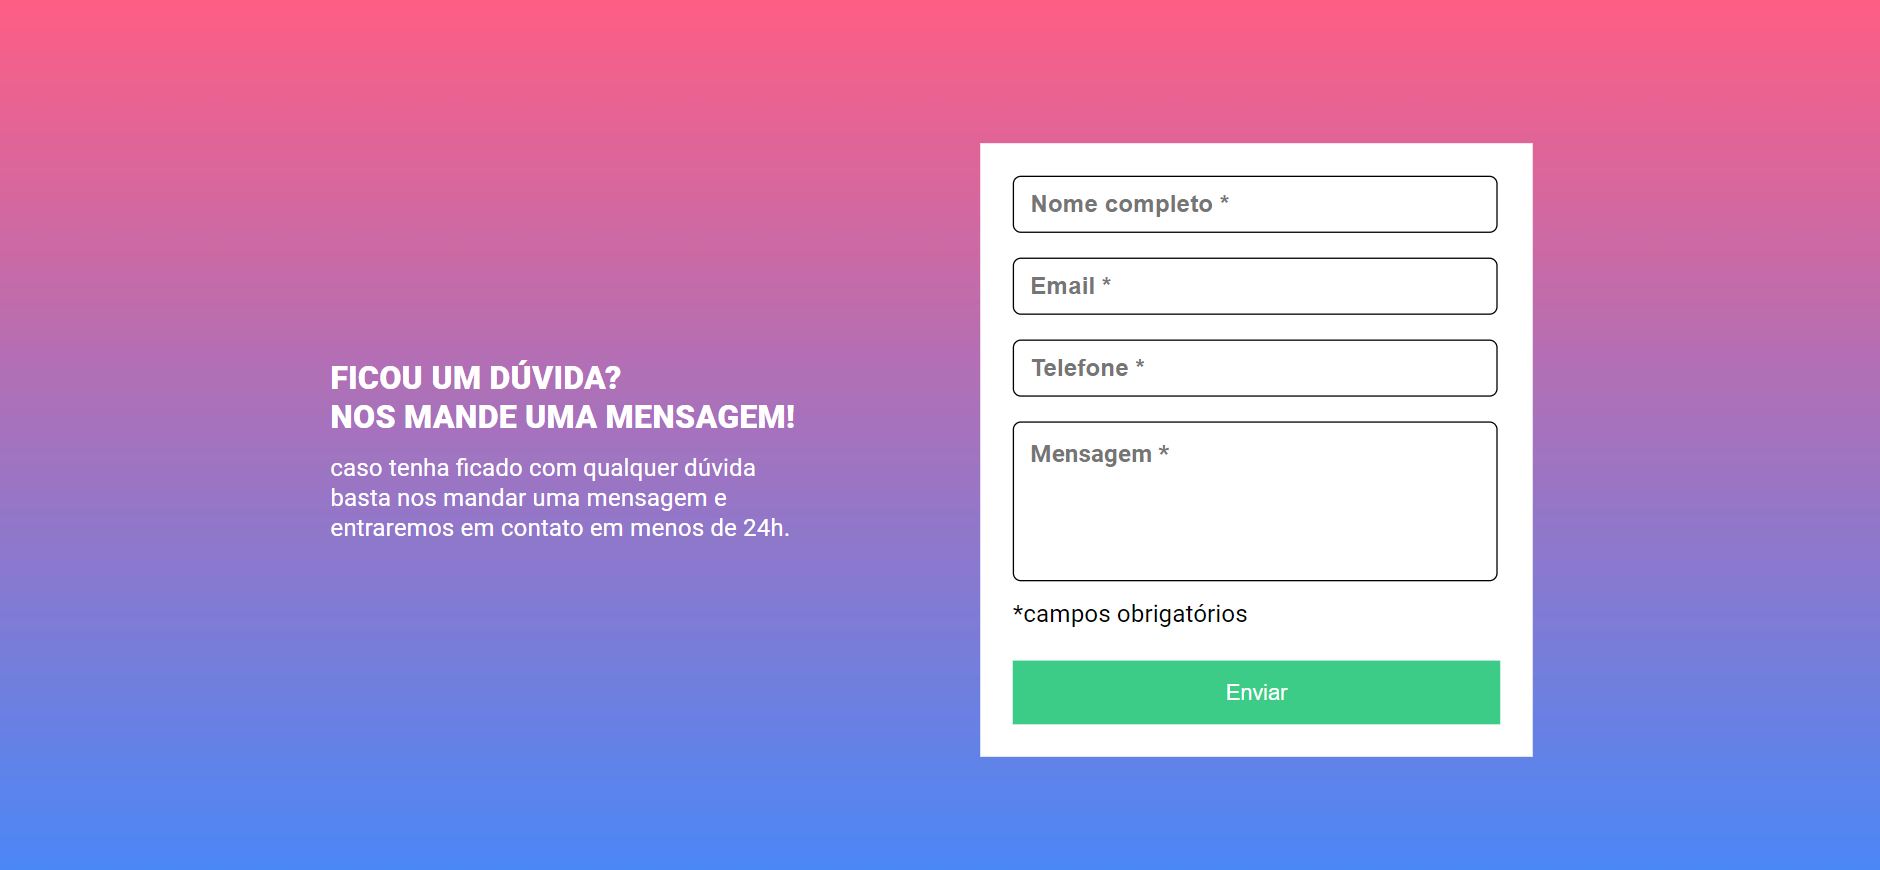 FICOU UM DÚVIDA?
NOS MANDE UMA MENSAGEM!
caso tenha ficado com qualquer dúvida
basta nos mandar uma mensagem e
entraremos em contato em menos de 24h.
Nome completo *
Email *
Telefone *
Mensagem *
*campos obrigatórios
Enviar